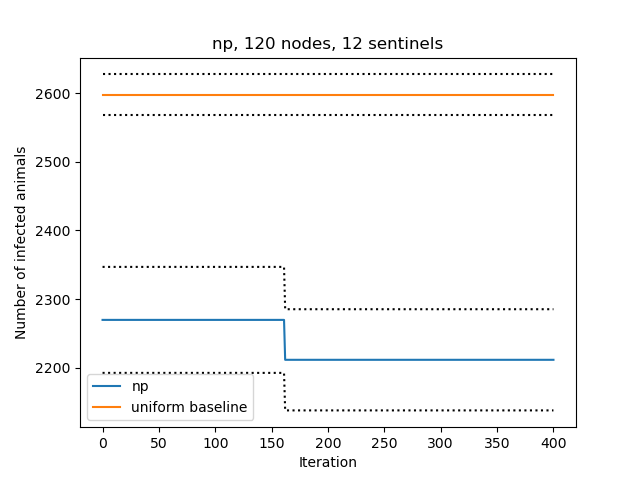 np, 120 nodes, 12 sentinels
Number of infected animals
2600
2500
2400
2300
2200
np
uniform baseline
0 50 100 150 200 250 300 350 400
Iteration